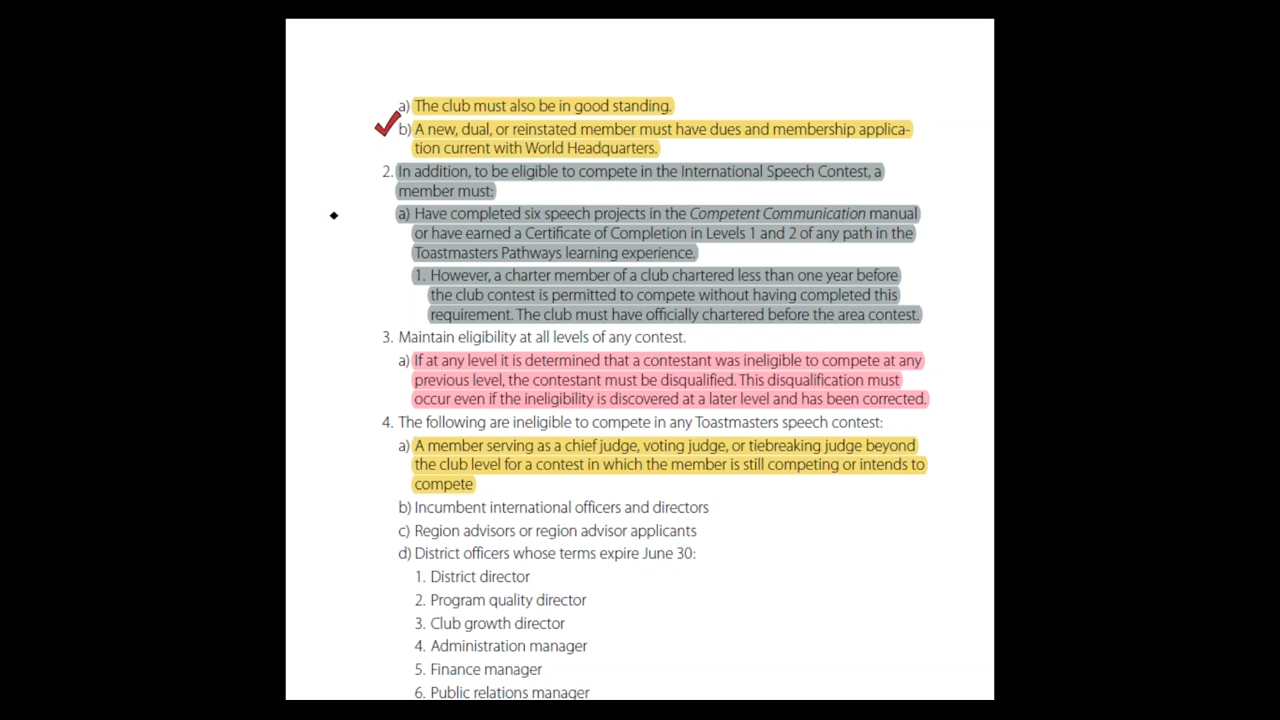 a) The club must also be in good standing.
b) A new, dual, or reinstated member must have dues and membership applica-
tion current with World Headquarters.
2. In addition, to be eligible to compete in the International Speech Contest, a
member must:
a) Have completed six speech projects in the Competent Communication manual
or have earned a Certificate of Completion in Levels 1 and 2 of any path in the
Toastmasters Pathways learning experience.
1. However, a charter member of a club chartered less than one year before
the club contest is permitted to compete without having completed this
requirement. The club must have officially chartered before the area contest.
3. Maintain eligibility at all levels of any contest.
a) If at any level it is determined that a contestant was ineligible to compete at any
previous level, the contestant must be disqualified. This disqualification must
occur even if the ineligibility is discovered at a later level and has been corrected.
4. The following are ineligible to compete in any Toastmasters speech contest:
a) A member serving as a chief judge, voting judge, or tiebreaking judge beyond
the club level for a contest in which the member is still competing or intends to
compete
b) Incumbent international officers and directors
c) Region advisors or region advisor applicants
d) District officers whose terms expire June 30:
1. District director
2. Program quality director
3. Club growth director
4. Administration manager
5. Finance manager
6. Public relations manager